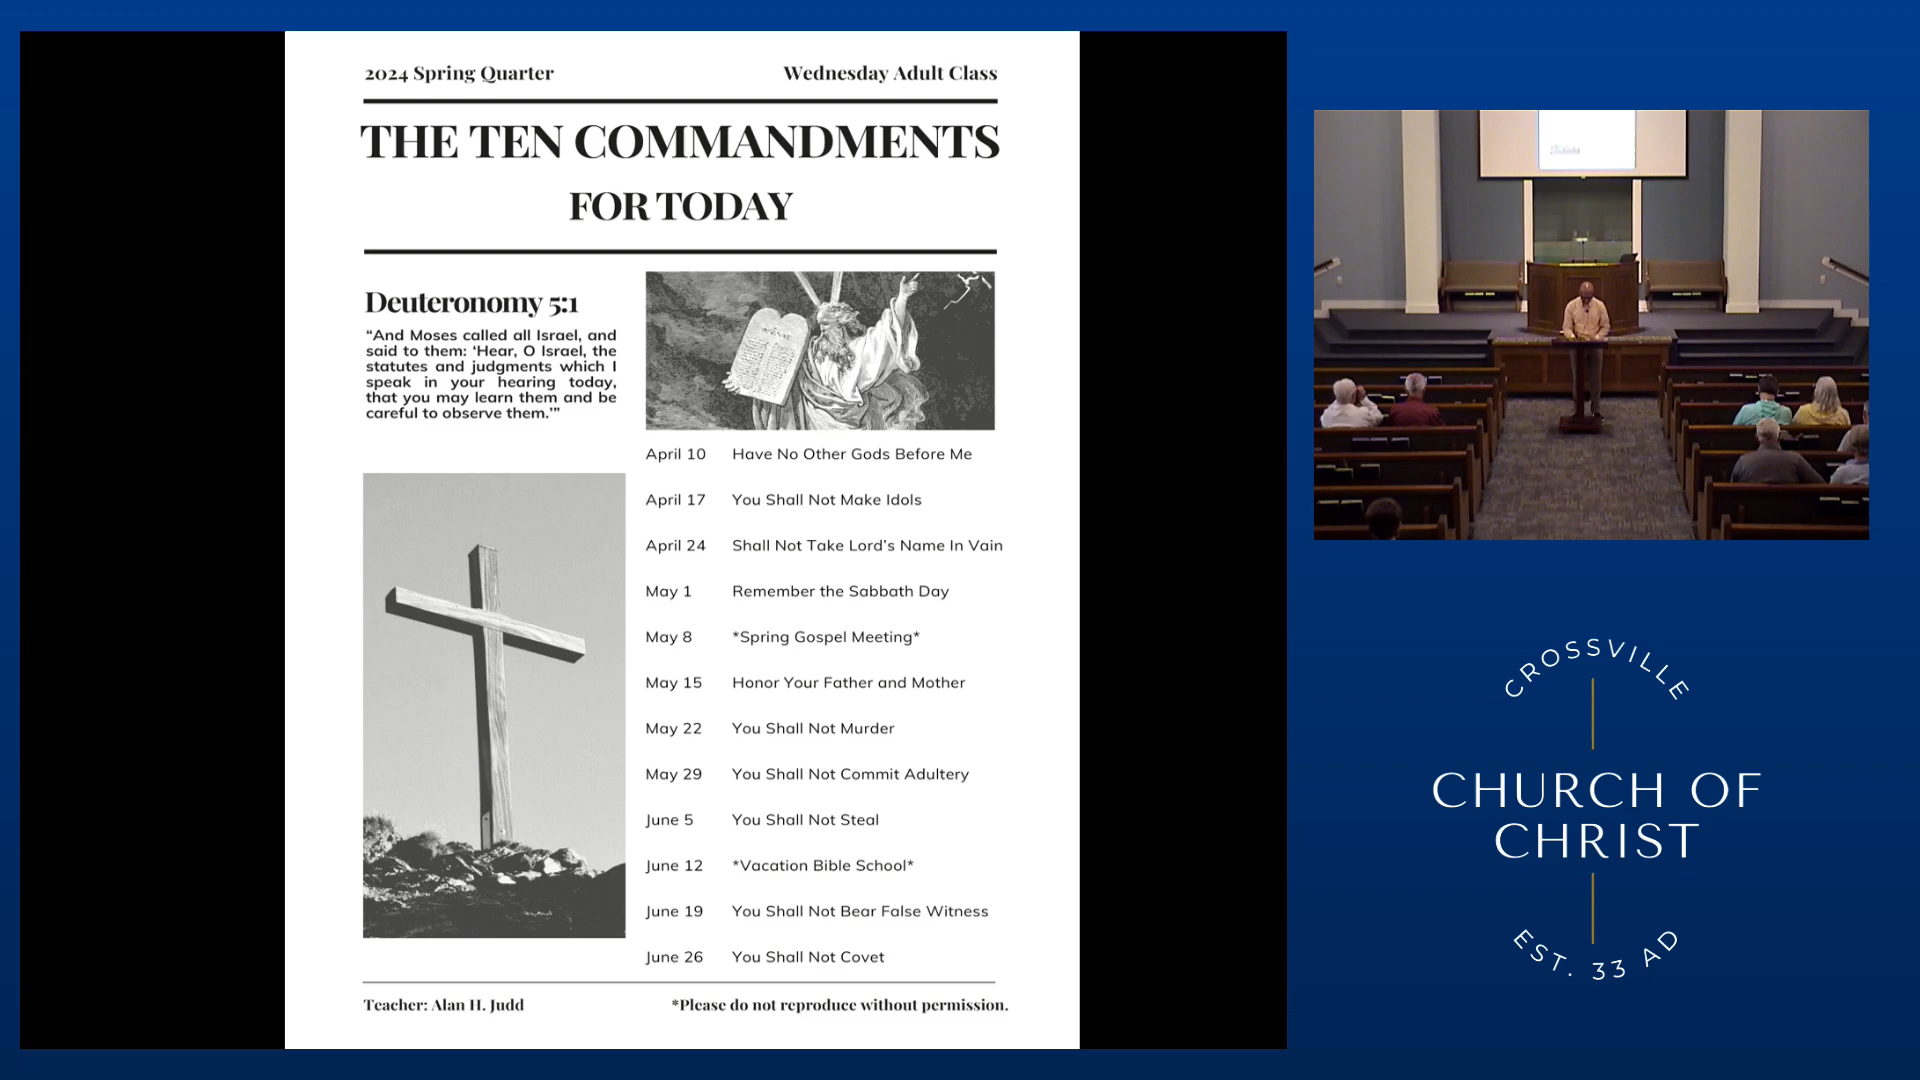 2024 Spring Quarter
Wednesday Adult Class
THE TEN COMMANDMENTS
FOR TODAY
Deuteronomy 5:1
“And Moses called all Israel, and
said to them: ‘Hear, O Israel, the
statutes and judgments which I
speak in your hearing today,
that you may learn them and be
careful to observe them.’”
April 10 Have No Other Gods Before Me
April 17 You Shall Not Make Idols
April 24 Shall Not Take Lord’s Name In Vain
May 1 Remember the Sabbath Day
May 8 *Spring Gospel Meeting*
May 15 Honor Your Father and Mother
May 22 You Shall Not Murder
May 29 You Shall Not Commit Adultery
June 5 You Shall Not Steal
June 12 *Vacation Bible School*
June 19 You Shall Not Bear False Witness
June 26 You Shall Not Covet
Teacher: Alan H. Judd
*Please do not reproduce without permission.
CROSSVILLE
CHURCH OF
CHRIST
EST. 33 AD